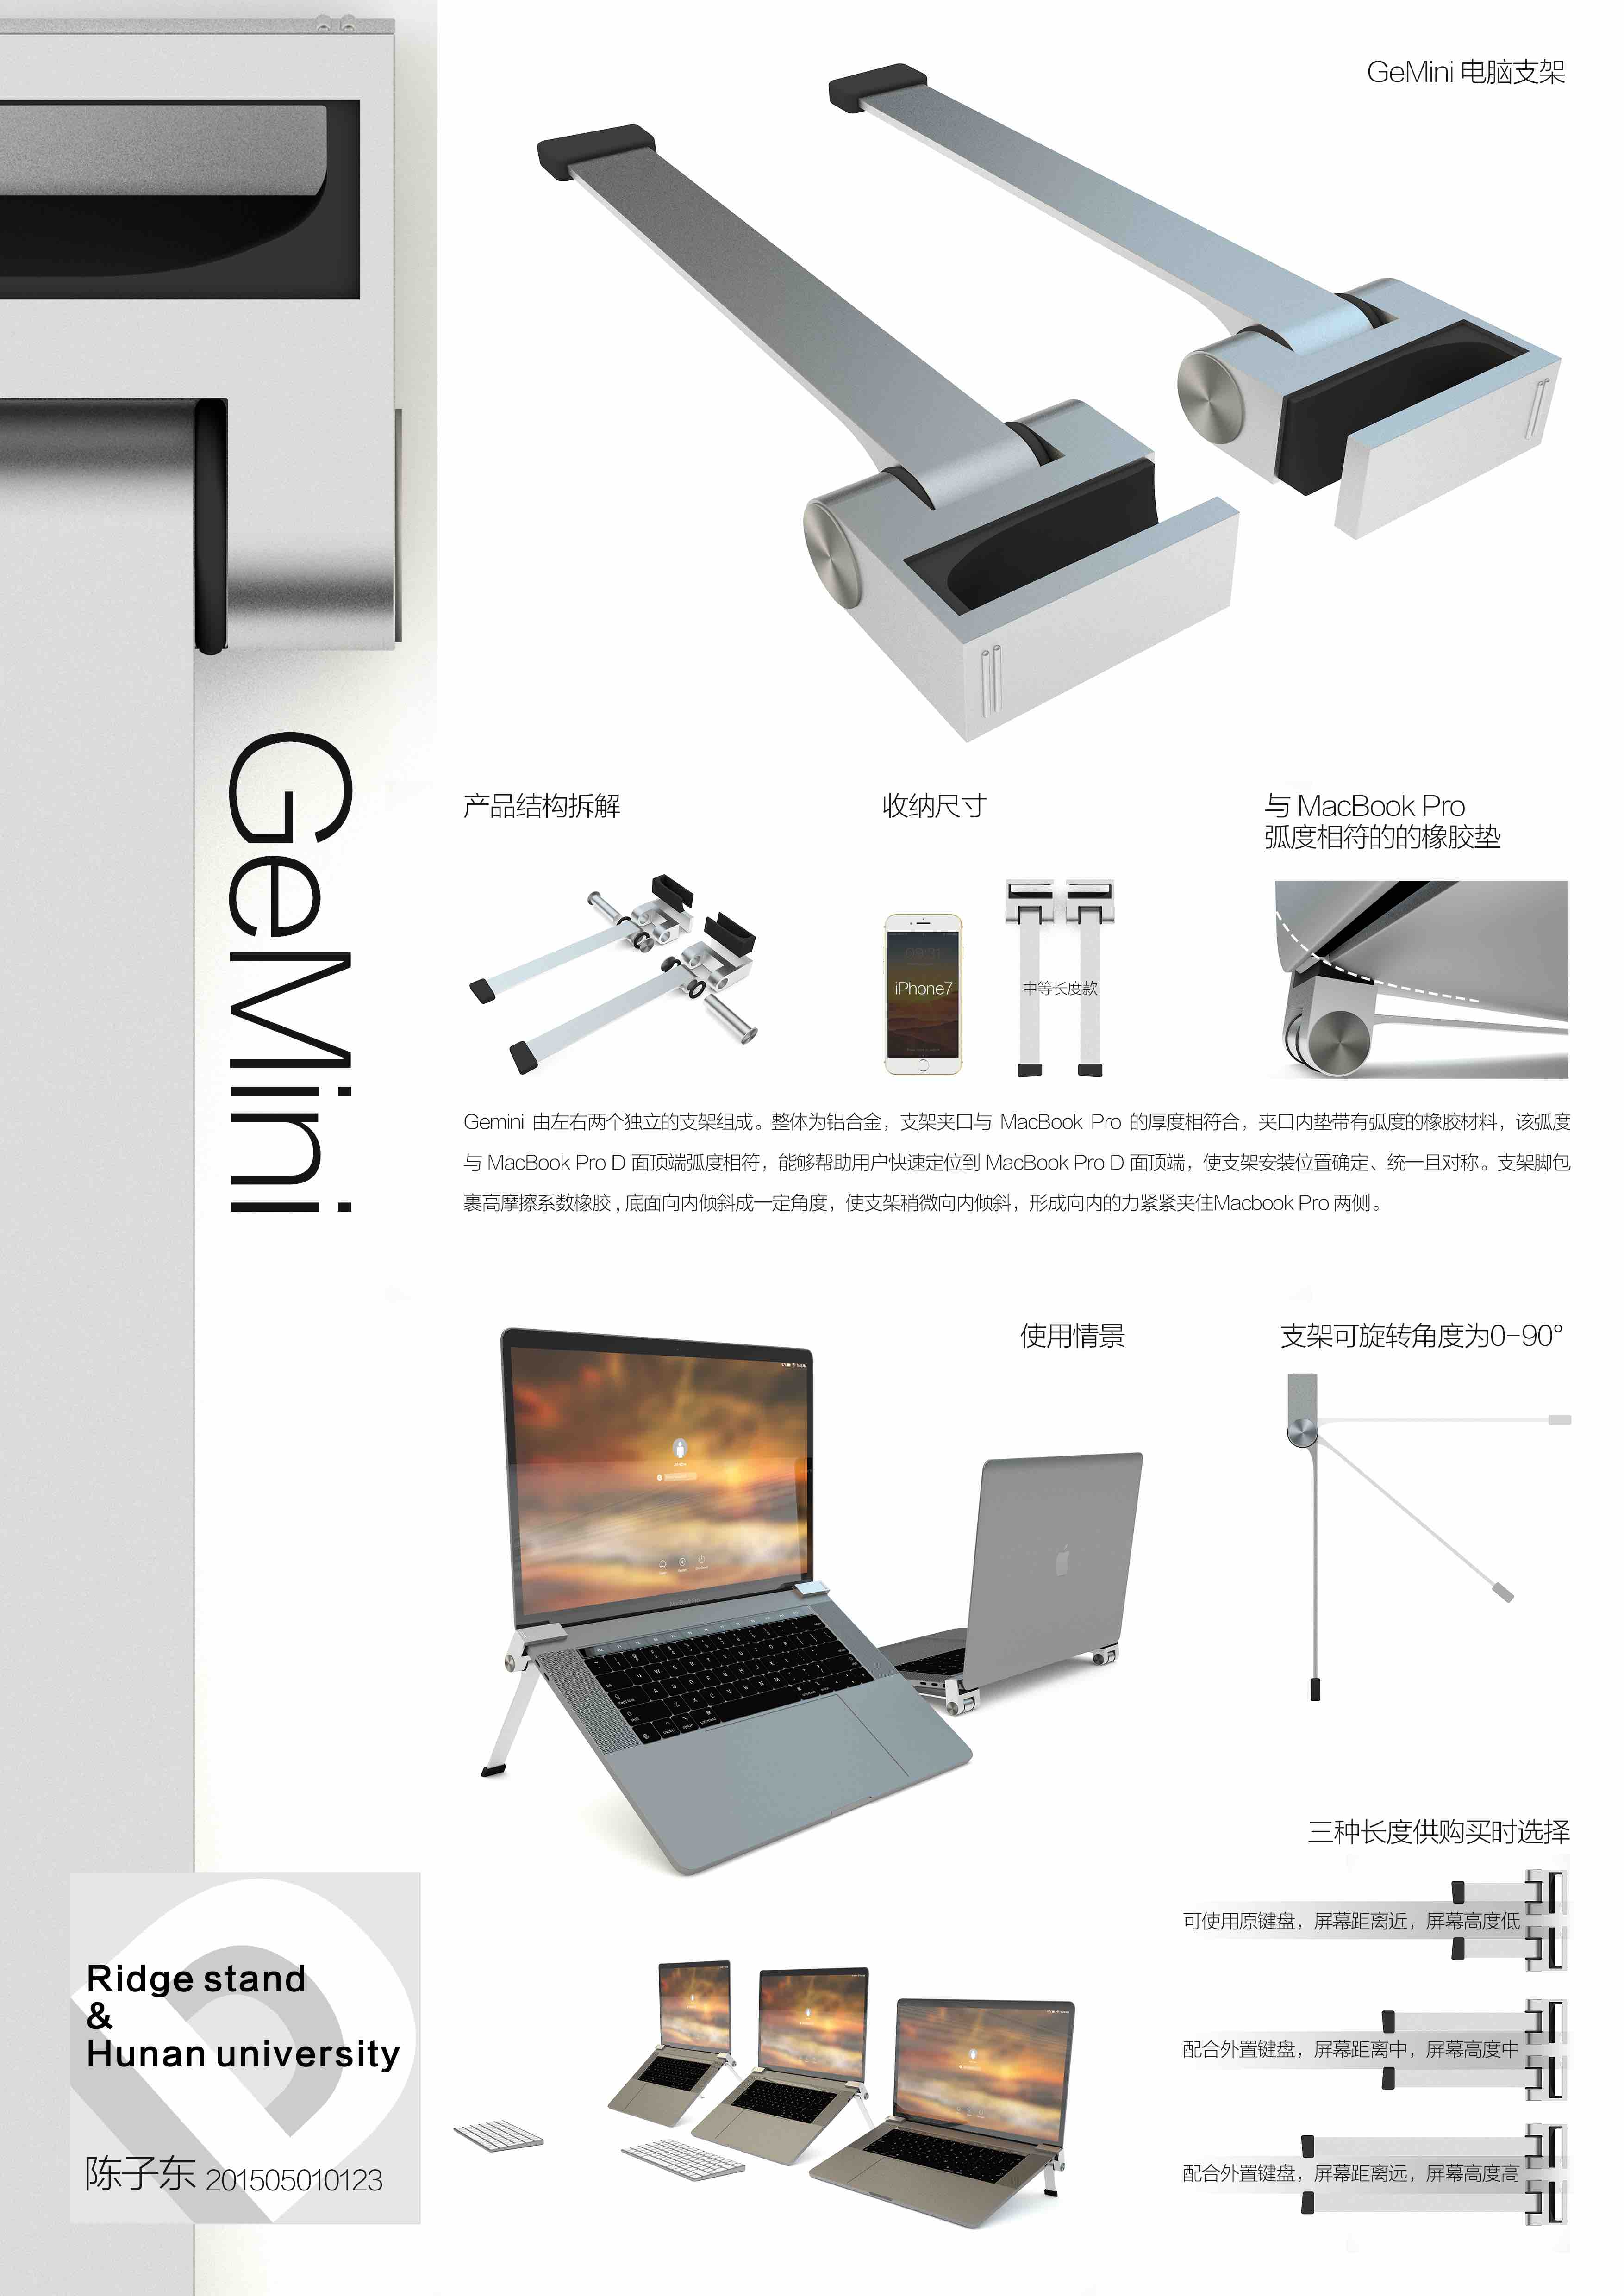 GeMini 电脑支架
GeMini
产品结构拆解
收纳尺寸
与 MacBook Pro
弧度相符的的橡胶垫
iPhone7
中等长度款
Gemini 由左右两个独立的支架组成。整体为铝合金，支架夹口与 MacBook Pro 的厚度相符合，夹口内垫带有弧度的橡胶材料，该弧度
与 MacBook Pro D 面顶端弧度相符，能够帮助用户快速定位到 MacBook Pro D 面顶端，使支架安装位置确定、统一且对称。支架脚包
裹高摩擦系数橡胶，底面向内倾斜成一定角度，使支架稍微向内倾斜，形成向内的力紧紧夹住Macbook Pro 两侧。
使用情景
支架可旋转角度为0-90°
三种长度供购买时选择
可使用原键盘，屏幕距离近，屏幕高度低
配合外置键盘，屏幕距离中，屏幕高度中
配合外置键盘，屏幕距离远，屏幕高度高
Ridge stand
&
Hunan university
陈子东 201505010123